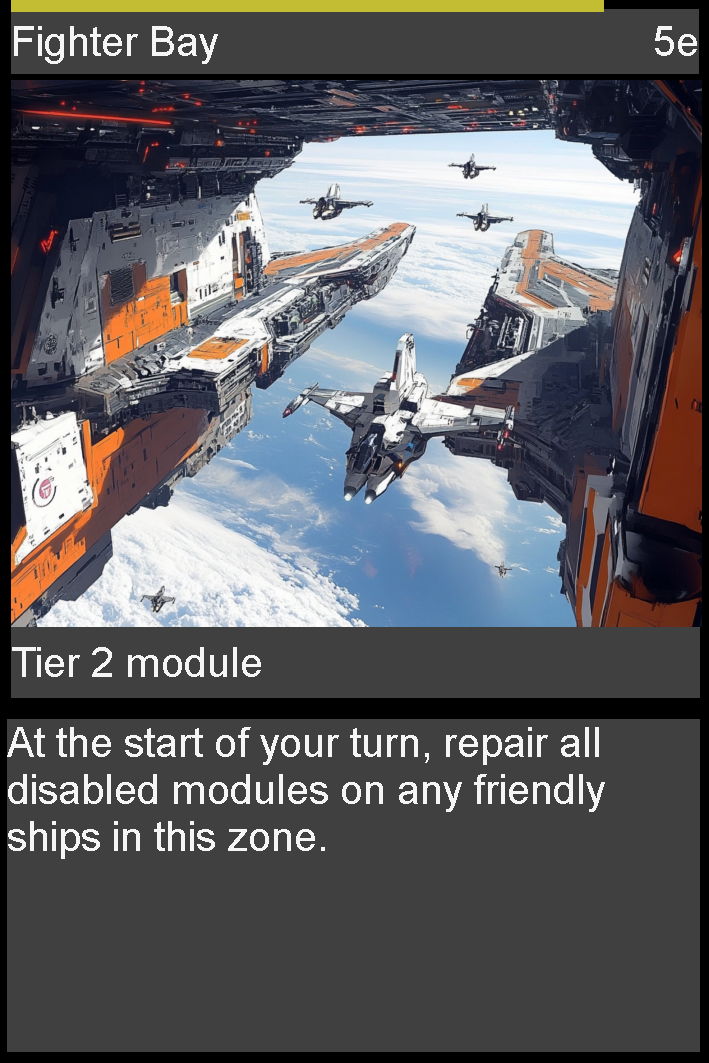 Fighter Bay 5e
Tier 2 module
At the start of your turn, repair all
disabled modules on any friendly
ships in this zone.